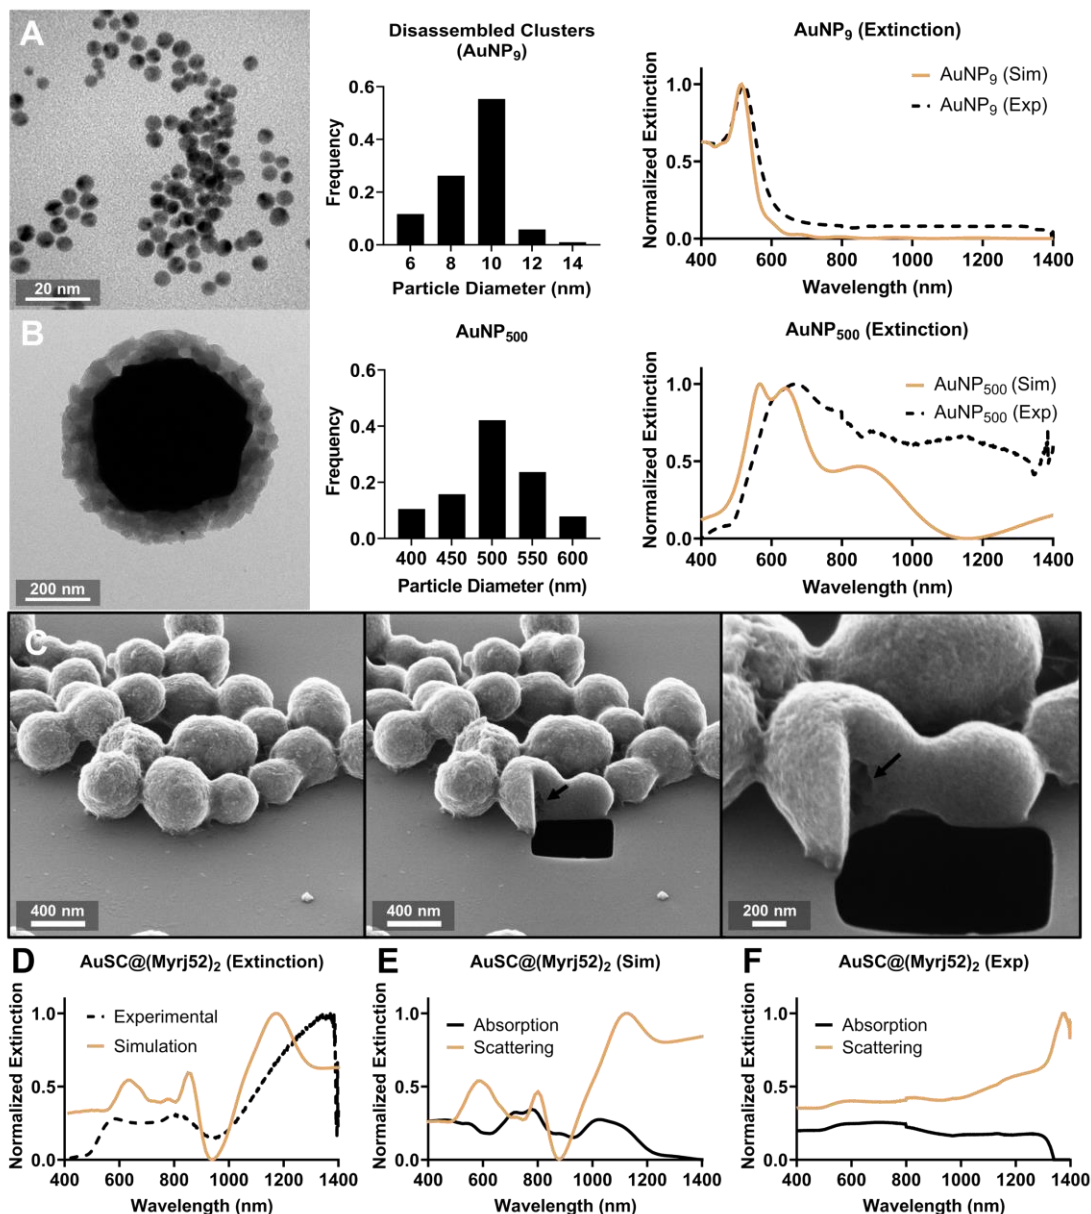 A
20 nm
Disassembled Clusters
(AuNP₉)
Frequency
0.6
0.4
0.2
0.0
6 8 10 12 14
Particle Diameter (nm)
AuNP₉ (Extinction)
AuNP₉ (Sim)
AuNP₉ (Exp)
Normalized Extinction
1.0
0.5
0.0
400 600 800 1000 1200 1400
Wavelength (nm)
B
200 nm
AuNP₅₀₀
Frequency
0.6
0.4
0.2
0.0
400 450 500 550 600
Particle Diameter (nm)
AuNP₅₀₀ (Extinction)
AuNP₅₀₀ (Sim)
AuNP₅₀₀ (Exp)
Normalized Extinction
1.0
0.5
0.0
400 600 800 1000 1200 1400
Wavelength (nm)
C
400 nm
400 nm
200 nm
D
AuSC@(Myrj52)₂ (Extinction)
Experimental
Simulation
Normalized Extinction
1.0
0.5
0.0
400 600 800 1000 1200 1400
Wavelength (nm)
E
AuSC@(Myrj52)₂ (Sim)
Absorption
Scattering
Normalized Extinction
1.0
0.5
0.0
400 600 800 1000 1200 1400
Wavelength (nm)
F
AuSC@(Myrj52)₂ (Exp)
Absorption
Scattering
Normalized Extinction
1.0
0.5
0.0
400 600 800 1000 1200 1400
Wavelength (nm)